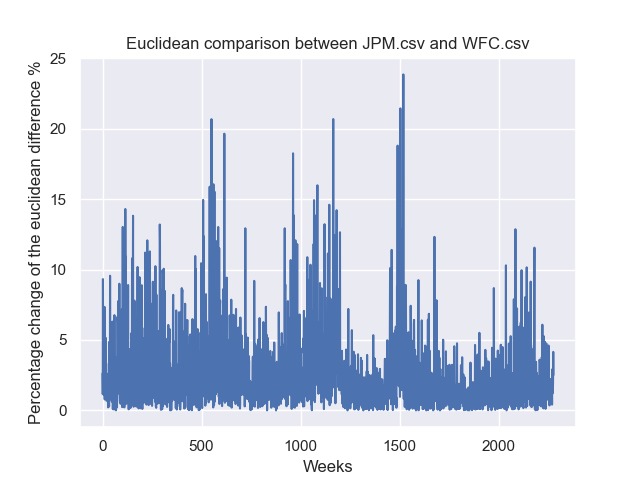 Euclidean comparison between JPM.csv and WFC.csv
Percentage change of the euclidean difference %
25
20
15
10
5
0
0 500 1000 1500 2000
Weeks